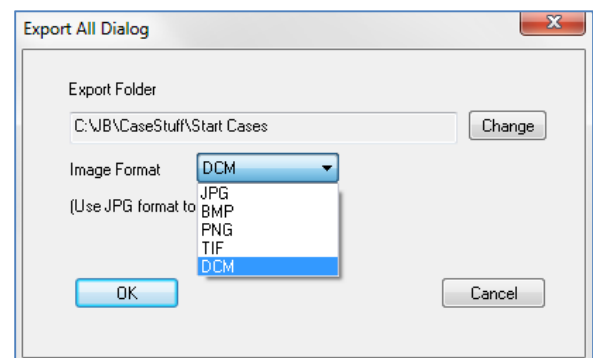 Export All Dialog
X
Export Folder
C:\JB\CaseStuff\Start Cases
Change
Image Format
DCM
(Use JPG format to
JPG
BMP
PNG
TIF
DCM
OK
Cancel